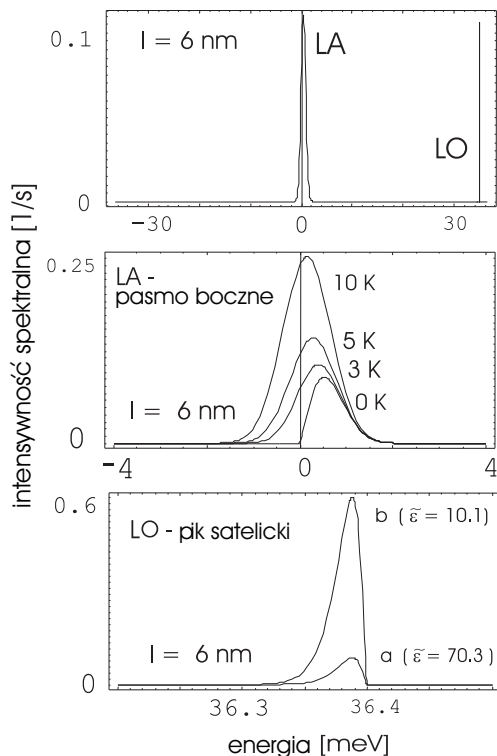 0.1
l = 6 nm
LA
LO
0
-30
0
30
intensywność spektralna [1/s]
0.25
LA -
pasmo boczne
10 K
5 K
3 K
0 K
l = 6 nm
0
-4
0
4
0.6
LO - pik satelicki
b ( ε̃ = 10.1)
l = 6 nm
a ( ε̃ = 70.3)
0
36.3
36.4
energia [meV]